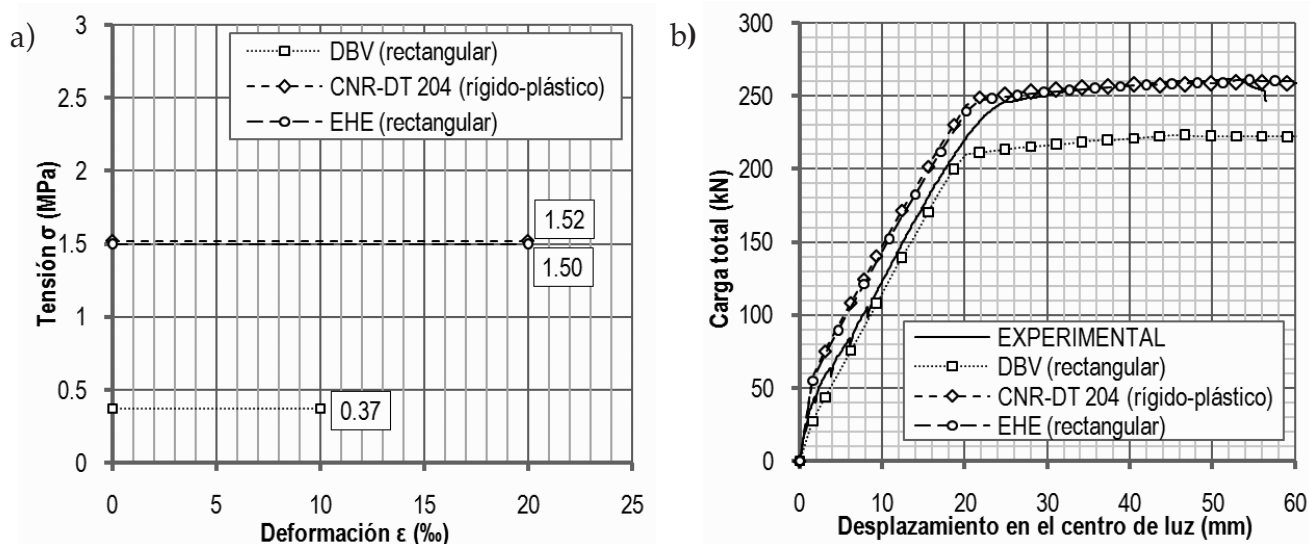 a)
3
2.5
2
1.5
1
0.5
0
Tensión σ (MPa)
DBV (rectangular)
CNR-DT 204 (rígido-plástico)
EHE (rectangular)
1.52
1.50
0.37
0 5 10 15 20 25
Deformación ε (‰)
b)
300
250
200
150
100
50
0
Carga total (kN)
EXPERIMENTAL
DBV (rectangular)
CNR-DT 204 (rígido-plástico)
EHE (rectangular)
0 10 20 30 40 50 60
Desplazamiento en el centro de luz (mm)